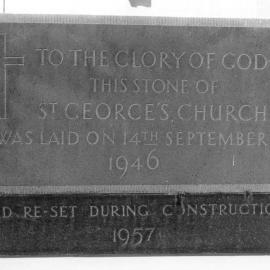 TO THE GLORY OF GOD
THIS STONE OF
ST GEORGE'S, CHURCH
WAS LAID ON 14TH SEPTEMBER
1946
D RE-SET DURING CONSTRUCTIO
1957